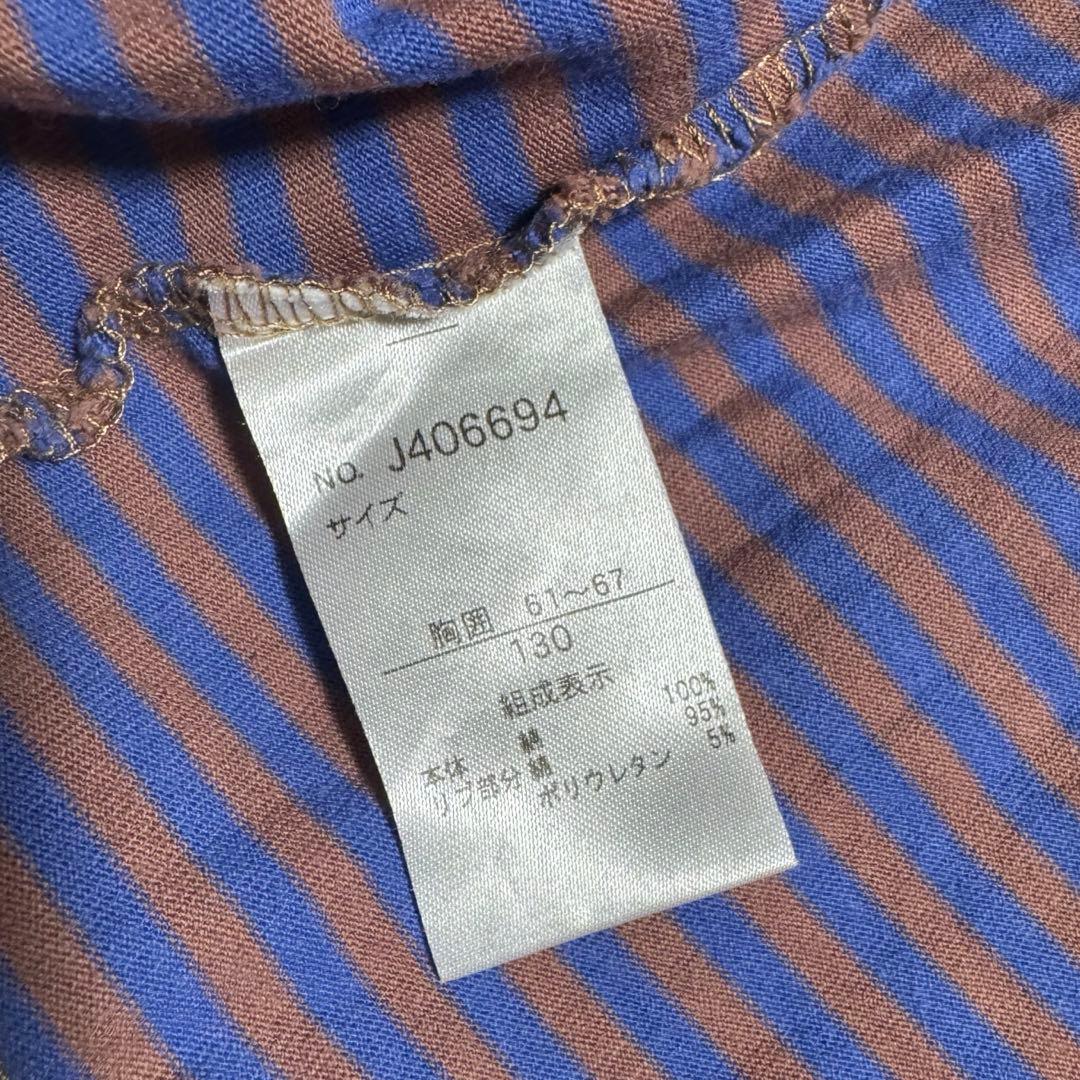 NO. J406694
サイズ
胸囲 61〜67
130
組成表示
本体 綿 100%
リブ部分 綿 95%
ポリウレタン 5%